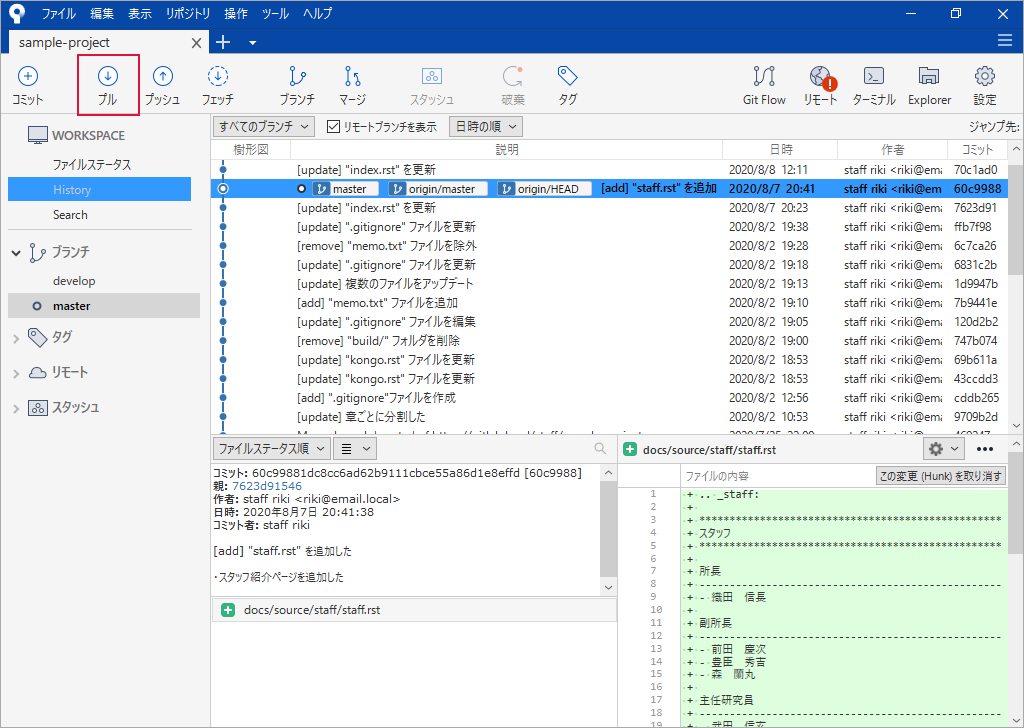 ファイル 編集 表示 リポジトリ 操作 ツール ヘルプ
sample-project
コミット プル プッシュ フェッチ ブランチ マージ スタッシュ 破棄 タグ Git Flow リモート ターミナル Explorer 設定
WORKSPACE
ファイルステータス
History
Search
ブランチ
develop
master
タグ
リモート
スタッシュ
すべてのブランチ リモートブランチを表示 日時の順 ジャンプ先:
樹形図 説明 日時 作者 コミット
[update] "index.rst" を更新 2020/8/8 12:11 staff riki <riki@ema 70c1ad0
master origin/master origin/HEAD [add] "staff.rst" を追加 2020/8/7 20:41 staff riki <riki@em 60c9988
[update] "index.rst" を更新 2020/8/7 20:23 staff riki <riki@ema 7623d91
[update] ".gitignore" ファイルを更新 2020/8/2 19:38 staff riki <riki@ema ffb7f98
[remove] "memo.txt" ファイルを除外 2020/8/2 19:28 staff riki <riki@ema 6c7ca26
[update] ".gitignore" ファイルを更新 2020/8/2 19:18 staff riki <riki@ema 6831c2b
[update] 複数のファイルをアップデート 2020/8/2 19:13 staff riki <riki@ema 1d9947b
[add] "memo.txt" ファイルを追加 2020/8/2 19:10 staff riki <riki@ema 7b9441e
[update] ".gitignore" ファイルを編集 2020/8/2 19:05 staff riki <riki@ema 120d2b2
[remove] "build/" フォルダを削除 2020/8/2 19:00 staff riki <riki@ema 747b074
[update] "kongo.rst" ファイルを更新 2020/8/2 18:53 staff riki <riki@ema 69b611a
[update] "kongo.rst" ファイルを更新 2020/8/2 18:53 staff riki <riki@ema 43ccdd3
[add] ".gitignore"ファイルを作成 2020/8/2 12:56 staff riki <riki@ema cddb265
[update] 章ごとに分割した 2020/8/2 10:53 staff riki <riki@ema 9709b2d
ファイルステータス順
コミット: 60c99881dc8cc6ad62b9111cbce55a86d1e8effd [60c9988]
親: 7623d91546
作者: staff riki <riki@email.local>
日時: 2020年8月7日 20:41:38
コミット者: staff riki
[add] "staff.rst" を追加した
・スタッフ紹介ページを追加した
docs/source/staff/staff.rst
docs/source/staff/staff.rst
ファイルの内容 この変更 (Hunk) を取り消す
1 + .. _staff:
2 +
3 + **************************************************
4 + スタッフ
5 + **************************************************
6 +
7 + 所長
8 + --------------------------------------------------
9 + - 織田 信長
10 +
11 + 副所長
12 + --------------------------------------------------
13 + - 前田 慶次
14 + - 豊臣 秀吉
15 + - 森 蘭丸
16 +
17 + 主任研究員
18 + --------------------------------------------------
19 + - 武田 信玄